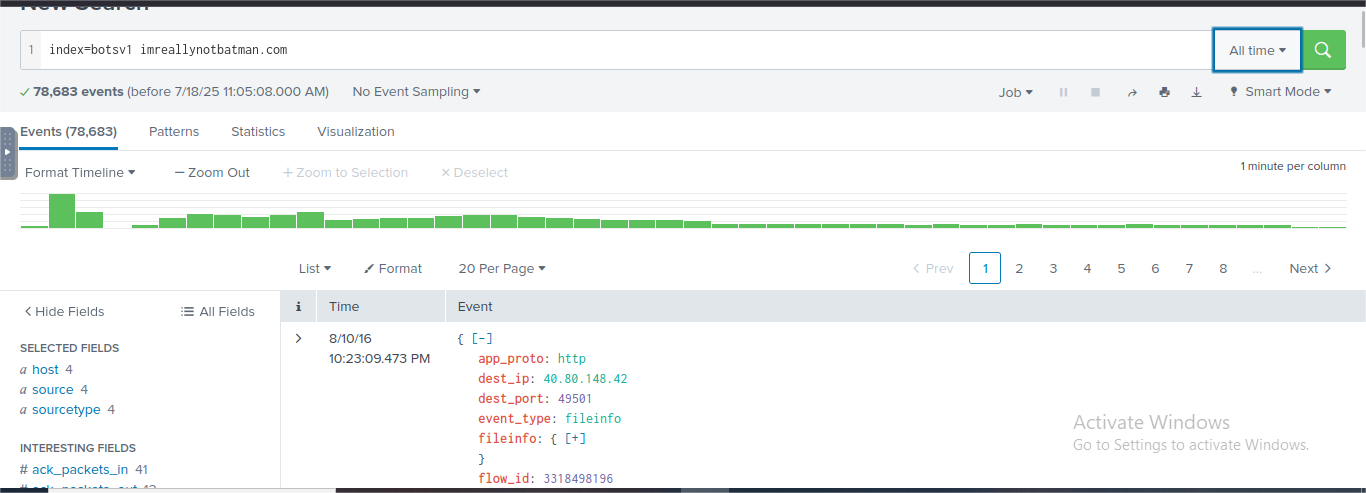 New Search
1 index=botsv1 imreallynotbatman.com All time
78,683 events (before 7/18/25 11:05:08.000 AM) No Event Sampling Job Smart Mode
Events (78,683) Patterns Statistics Visualization
Format Timeline — Zoom Out + Zoom to Selection × Deselect 1 minute per column
List Format 20 Per Page < Prev 1 2 3 4 5 6 7 8 ... Next >
< Hide Fields All Fields i Time Event
SELECTED FIELDS
a host 4
a source 4
a sourcetype 4
INTERESTING FIELDS
# ack_packets_in 41
# ack_packets_out 12
> 8/10/16
10:23:09.473 PM
{ [-]
app_proto: http
dest_ip: 40.80.148.42
dest_port: 49501
event_type: fileinfo
fileinfo: { [+]
}
flow_id: 3318498196
Activate Windows
Go to Settings to activate Windows.